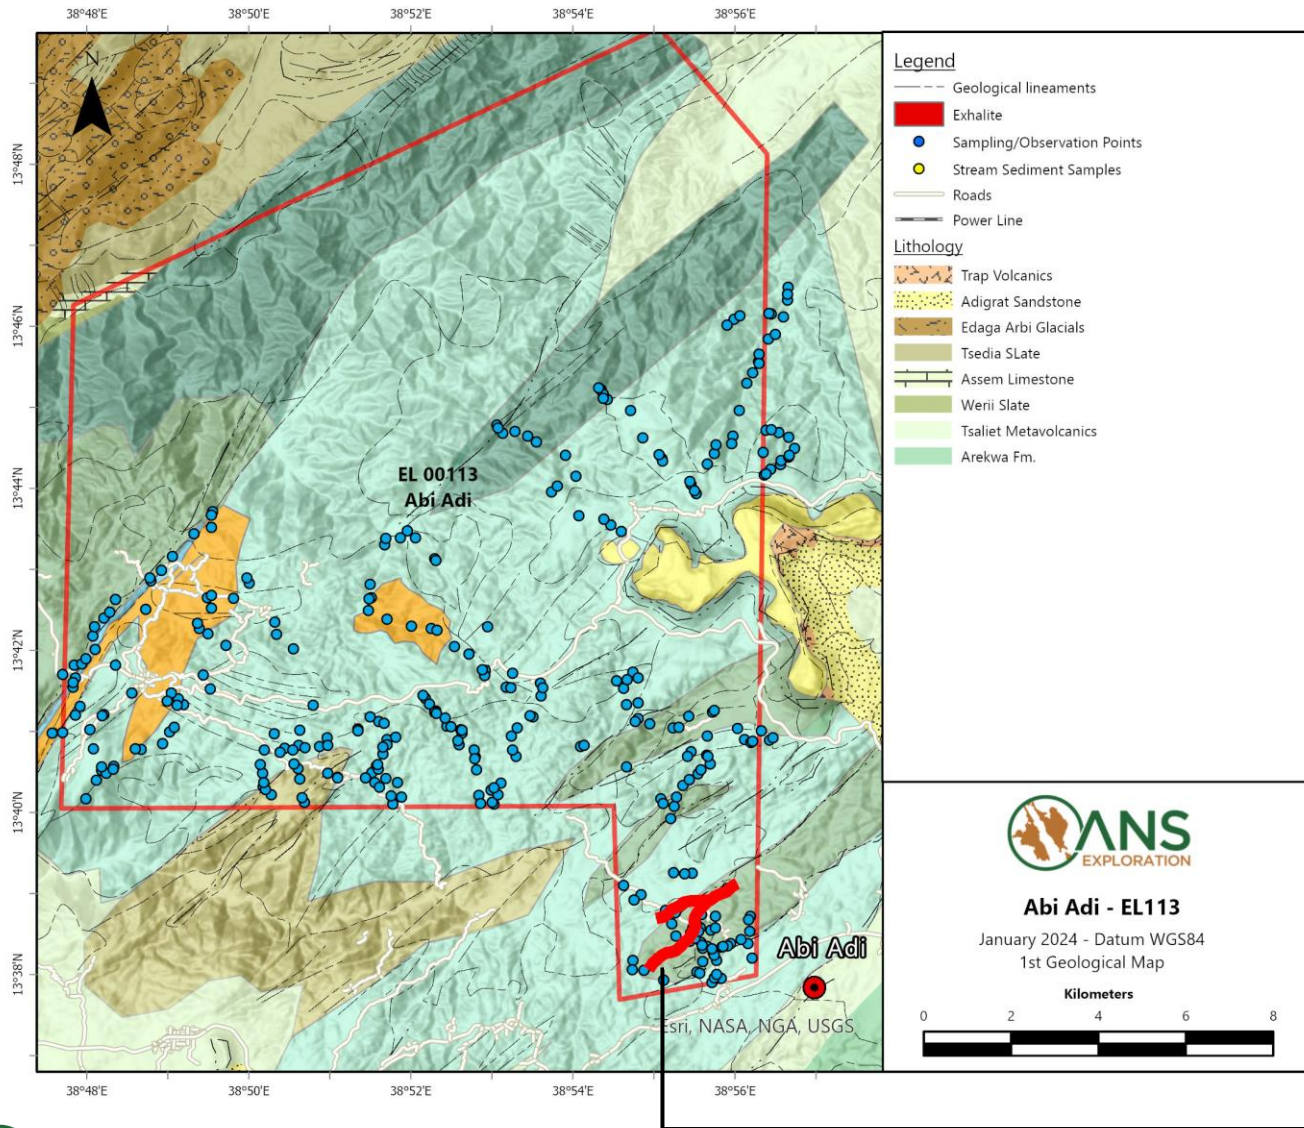 38°48'E 38°50'E 38°52'E 38°54'E 38°56'E
N
13°48'N
13°46'N
13°44'N
13°42'N
13°40'N
13°38'N
EL 00113
Abi Adi
Abi Adi
Esri, NASA, NGA, USGS
38°48'E 38°50'E 38°52'E 38°54'E 38°56'E
Legend
Geological lineaments
Exhalite
Sampling/Observation Points
Stream Sediment Samples
Roads
Power Line
Lithology
Trap Volcanics
Adigrat Sandstone
Edaga Arbi Glacials
Tsedia SLate
Assem Limestone
Werii Slate
Tsaliet Metavolcanics
Arekwa Fm.
ANS
EXPLORATION
Abi Adi - EL113
January 2024 - Datum WGS84
1st Geological Map
Kilometers
0 2 4 6 8